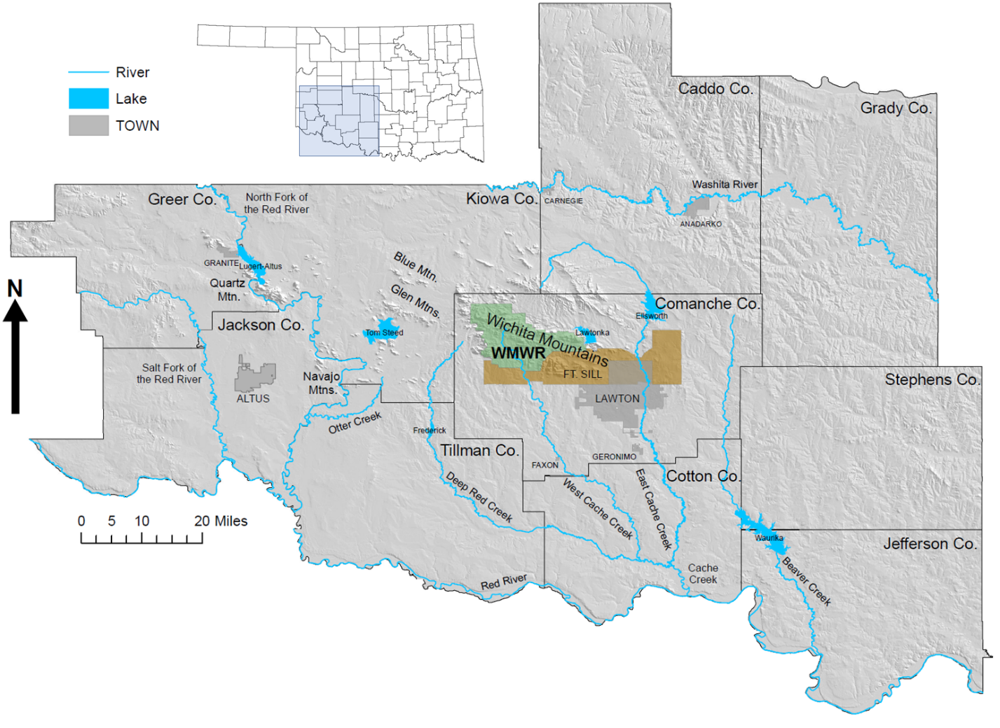 River
Lake
TOWN
Caddo Co.
Grady Co.
Washita River
Greer Co.
North Fork of
the Red River
Kiowa Co.
CARNEGIE
ANADARKO
GRANITE
Lugert-Altus
Blue Mtn.
Quartz
Mtn.
Glen Mtns.
N
Comanche Co.
Ellsworth
Jackson Co.
Tom Steed
Wichita Mountains
Lawtonka
WMWR
Salt Fork of
the Red River
Navajo
Mtns.
FT. SILL
Stephens Co.
ALTUS
LAWTON
Otter Creek
Frederick
Tillman Co.
FAXON
GERONIMO
Cotton Co.
Deep Red Creek
West Cache Creek
East Cache Creek
0 5 10 20 Miles
Waurika
Jefferson Co.
Beaver Creek
Cache
Creek
Red River